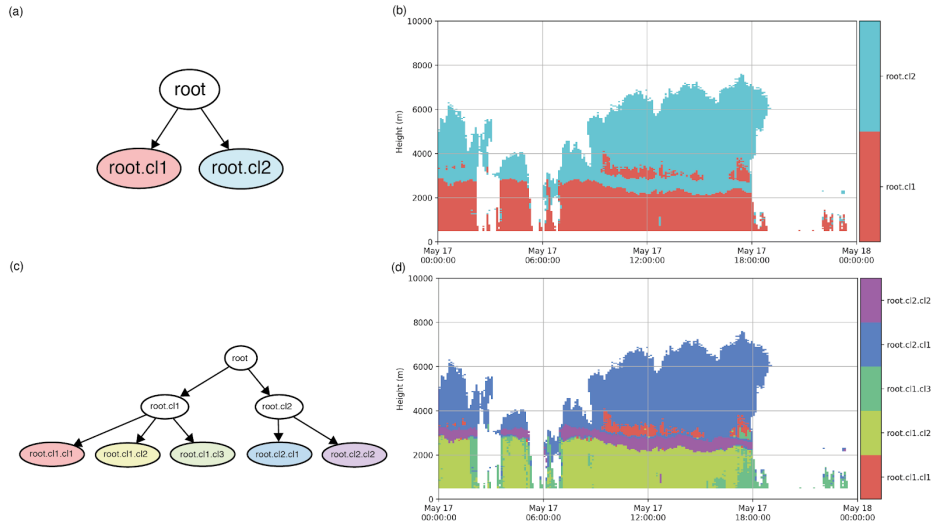 (a)
root
root.cl1
root.cl2
(b)
10000
8000
6000
4000
2000
0
Height (m)
May 17
00:00:00
May 17
06:00:00
May 17
12:00:00
May 17
18:00:00
May 18
00:00:00
root.cl2
root.cl1
(c)
root
root.cl1
root.cl2
root.cl1.cl1
root.cl1.cl2
root.cl1.cl3
root.cl2.cl1
root.cl2.cl2
(d)
10000
8000
6000
4000
2000
0
Height (m)
May 17
00:00:00
May 17
06:00:00
May 17
12:00:00
May 17
18:00:00
May 18
00:00:00
root.cl2.cl2
root.cl2.cl1
root.cl1.cl3
root.cl1.cl2
root.cl1.cl1